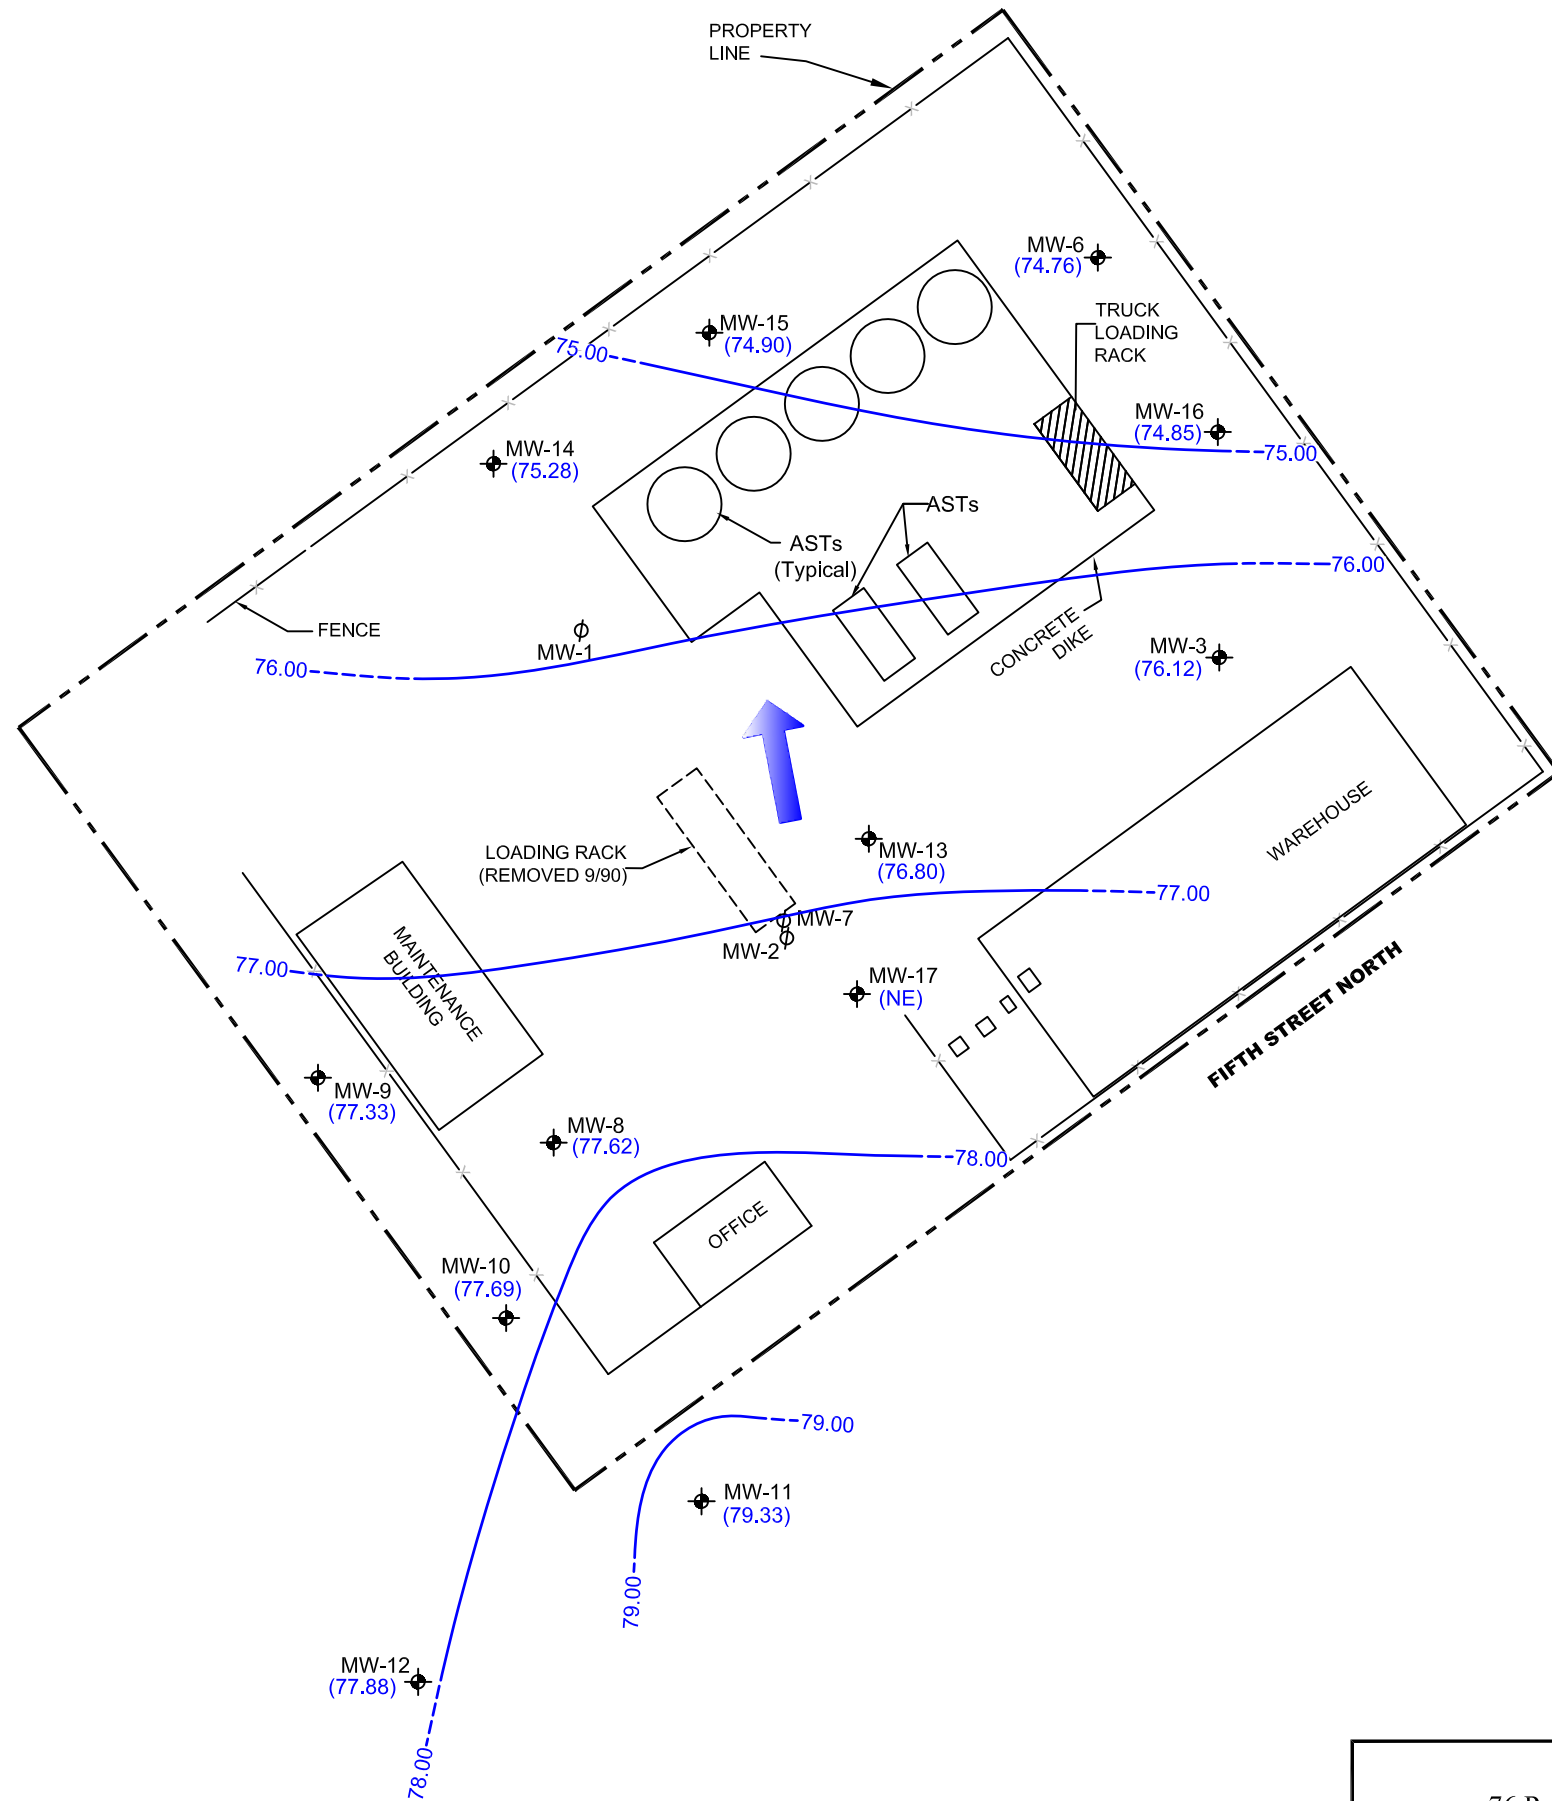 PROPERTY
LINE
MW-6
(74.76)
TRUCK
LOADING
RACK
MW-15
(74.90)
75.00
MW-16
(74.85)
75.00
MW-14
(75.28)
ASTs
ASTs
(Typical)
76.00
CONCRETE
DIKE
FENCE
MW-1
76.00
MW-3
(76.12)
WAREHOUSE
LOADING RACK
(REMOVED 9/90)
MW-13
(76.80)
77.00
MW-7
MW-2
MAINTENANCE
BUILDING
77.00
MW-17
(NE)
FIFTH STREET NORTH
MW-9
(77.33)
MW-8
(77.62)
78.00
OFFICE
MW-10
(77.69)
79.00
MW-11
(79.33)
79.00
MW-12
(77.88)
78.00